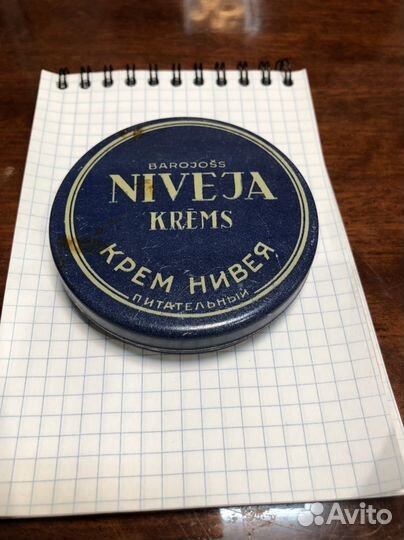 BAROJOŠS
NIVEJA
KRĒMS
КРЕМ НИВЕЯ
ПИТАТЕЛЬНЫЙ
Avito